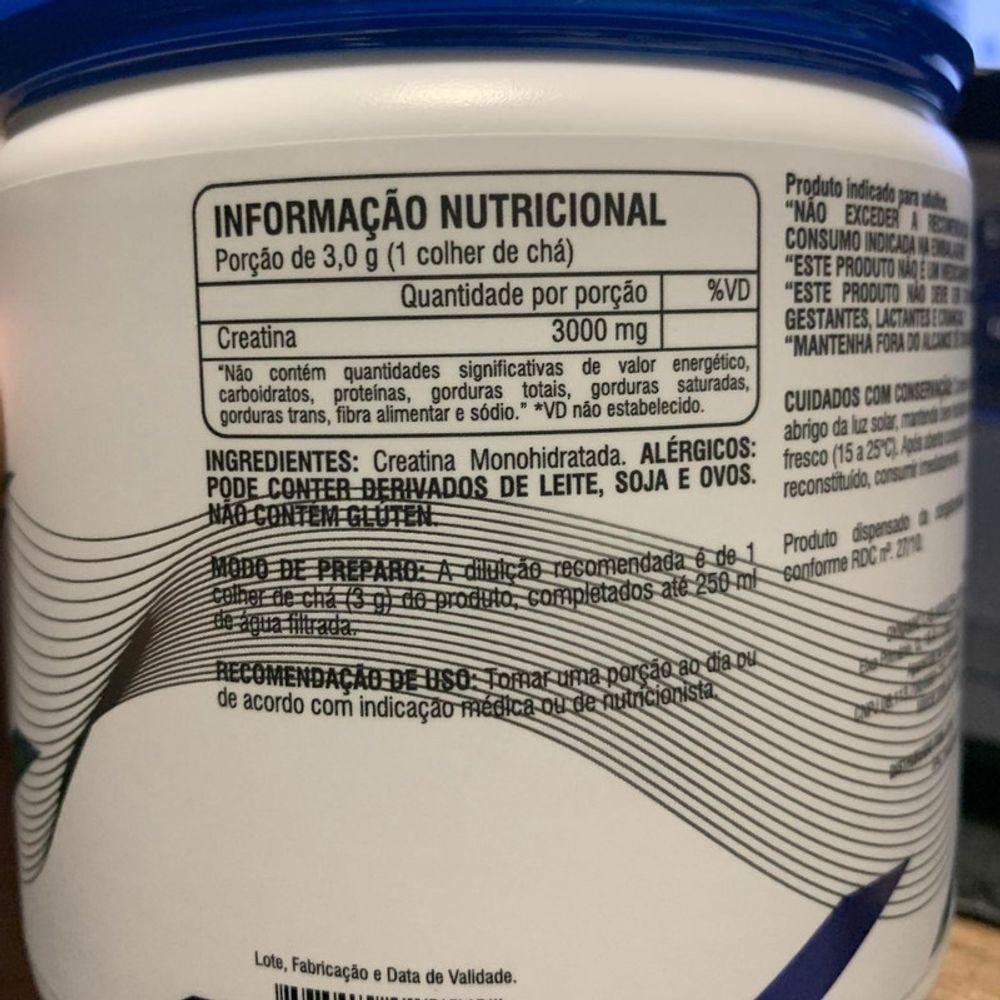 INFORMAÇÃO NUTRICIONAL
Porção de 3,0 g (1 colher de chá)
Quantidade por porção %VD
Creatina 3000 mg
"Não contém quantidades significativas de valor energético,
carboidratos, proteínas, gorduras totais, gorduras saturadas,
gorduras trans, fibra alimentar e sódio." *VD não estabelecido.
INGREDIENTES: Creatina Monohidratada. ALÉRGICOS:
PODE CONTER DERIVADOS DE LEITE, SOJA E OVOS.
NÃO CONTÉM GLÚTEN.
MODO DE PREPARO: A diluição recomendada é de 1
colher de chá (3 g) do produto, completados até 250 ml
de água filtrada.
RECOMENDAÇÃO DE USO: Tomar uma porção ao dia ou
de acordo com indicação médica ou de nutricionista.
Lote, Fabricação e Data de Validade.
Produto indicado para adultos.
"NÃO EXCEDER A
CONSUMO INDICADA NA
"ESTE PRODUTO NÃO É UM
"ESTE PRODUTO NÃO DEVE
GESTANTES, LACTANTES E
"MANTENHA FORA DO ALCANCE
CUIDADOS COM CONSERVAÇÃO:
abrigo da luz solar,
fresco (15 a 25ºC). Após aberto
reconstituído, consumir
Produto dispensado
conforme RDC nº. 27/10.